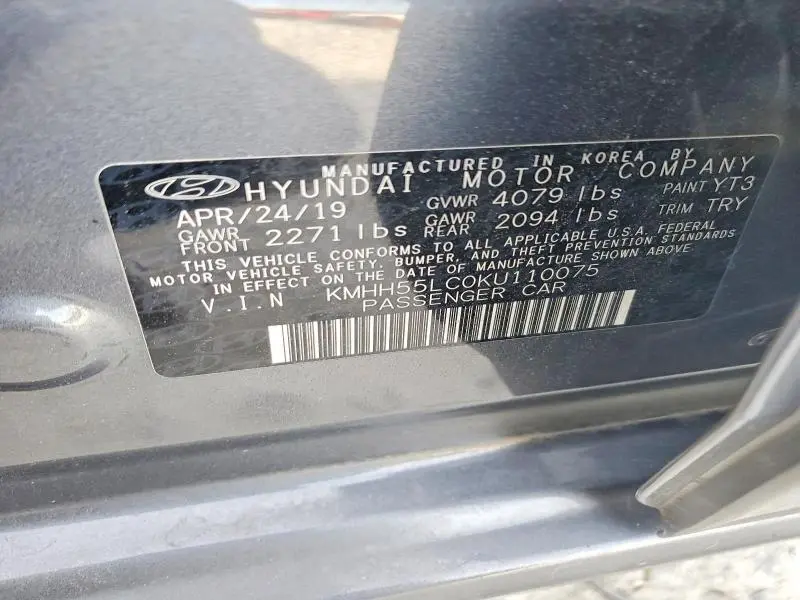 MANUFACTURED IN KOREA BY
HYUNDAI MOTOR COMPANY
APR/24/19 GVWR 4079 lbs PAINT YT3
GAWR FRONT 2271 lbs GAWR REAR 2094 lbs TRIM TRY
THIS VEHICLE CONFORMS TO ALL APPLICABLE U.S.A. FEDERAL
MOTOR VEHICLE SAFETY, BUMPER, AND THEFT PREVENTION STANDARDS
IN EFFECT ON THE DATE OF MANUFACTURE SHOWN ABOVE
V.I.N KMHH55LC0KU110075
PASSENGER CAR